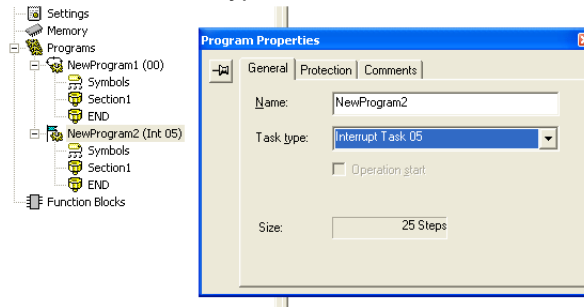 Settings
Memory
Programs
NewProgram1 (00)
Symbols
Section1
END
NewProgram2 (Int 05)
Symbols
Section1
END
Function Blocks
Program Properties
General Protection Comments
Name: NewProgram2
Task type: Interrupt Task 05
Operation start
Size: 25 Steps